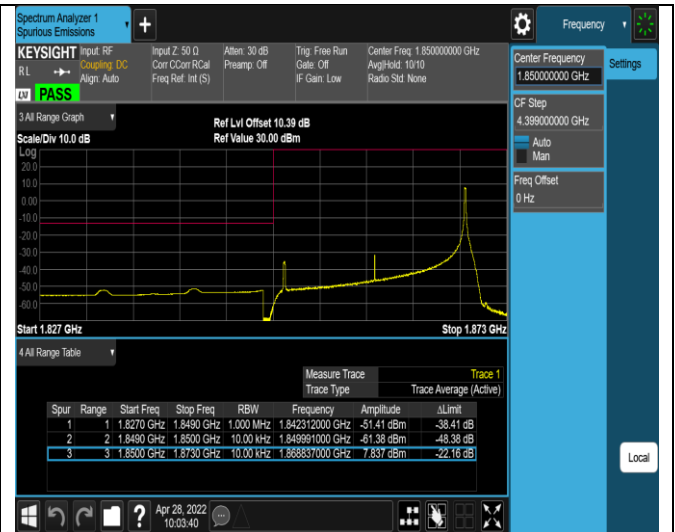 Spectrum Analyzer 1
Spurious Emissions
+
Frequency
KEYSIGHT
RL
LXI
PASS
Input: RF
Coupling: DC
Align: Auto
Input Z: 50 Ω
Corr CCorr RCal
Freq Ref: Int (S)
Atten: 30 dB
Preamp: Off
Trig: Free Run
Gate: Off
IF Gain: Low
Center Freq: 1.850000000 GHz
Avg|Hold: 10/10
Radio Std: None
Center Frequency
1.850000000 GHz
Settings
CF Step
4.399000000 GHz
Auto
Man
Freq Offset
0 Hz
3 All Range Graph
Ref Lvl Offset 10.39 dB
Scale/Div 10.0 dB
Ref Value 30.00 dBm
Log
20.0
10.0
0.00
-10.0
-20.0
-30.0
-40.0
-50.0
-60.0
Start 1.827 GHz
Stop 1.873 GHz
4 All Range Table
Measure Trace Trace 1
Trace Type Trace Average (Active)
Spur Range Start Freq Stop Freq RBW Frequency Amplitude ΔLimit
1 1 1.8270 GHz 1.8490 GHz 1.000 MHz 1.842312000 GHz -51.41 dBm -38.41 dB
2 2 1.8490 GHz 1.8500 GHz 10.00 kHz 1.849991000 GHz -61.38 dBm -48.38 dB
3 3 1.8500 GHz 1.8730 GHz 10.00 kHz 1.868837000 GHz 7.837 dBm -22.16 dB
Local
?
Apr 28, 2022
10:03:40